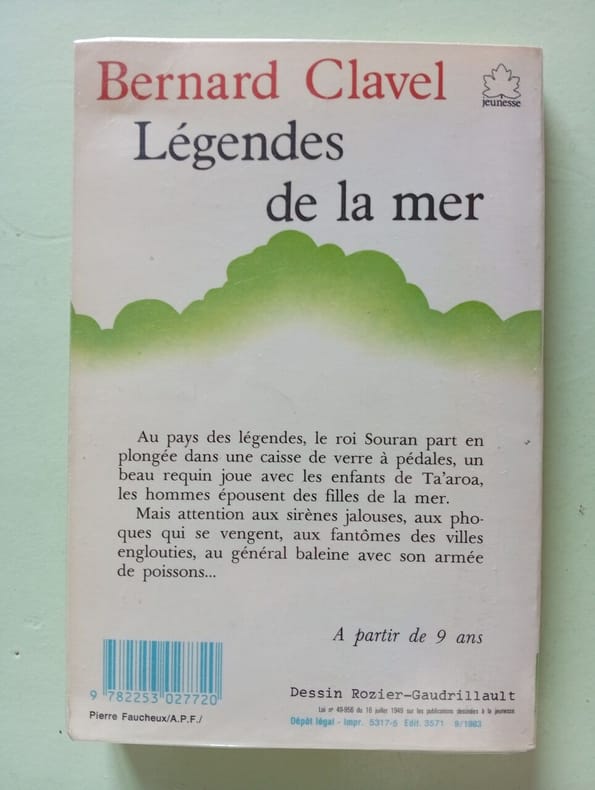 Bernard Clavel
jeunesse
Légendes
de la mer
Au pays des légendes, le roi Souran part en
plongée dans une caisse de verre à pédales, un
beau requin joue avec les enfants de Ta'aroa,
les hommes épousent des filles de la mer.
Mais attention aux sirènes jalouses, aux pho-
ques qui se vengent, aux fantômes des villes
englouties, au général baleine avec son armée
de poissons...
A partir de 9 ans
9 782253 027720
Pierre Faucheux/A.P.F./
Dessin Rozier-Gaudrillault
Loi n° 49-956 du 16 juillet 1949 sur les publications destinées à la jeunesse
Dépôt légal - Impr. 5317-5 Edit. 3571 9/1983